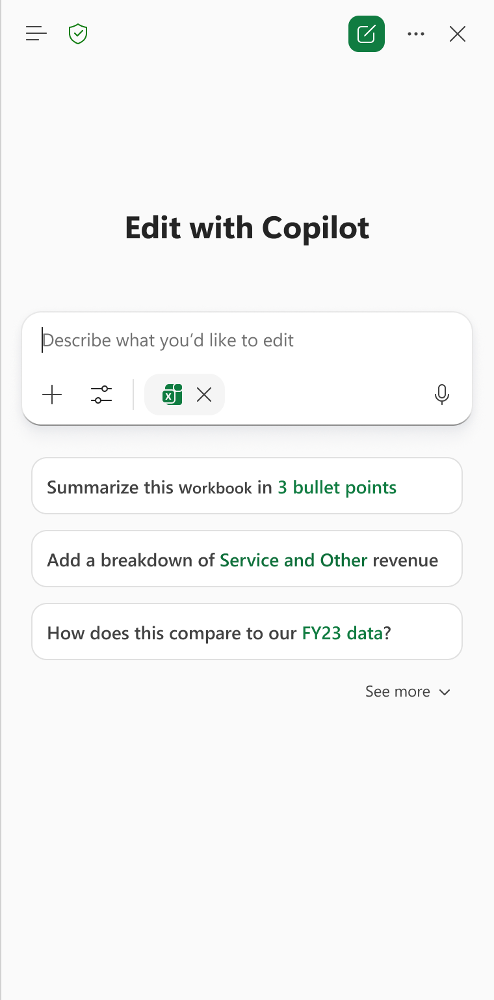 Edit with Copilot
Describe what you’d like to edit
X
Summarize this workbook in 3 bullet points
Add a breakdown of Service and Other revenue
How does this compare to our FY23 data?
See more